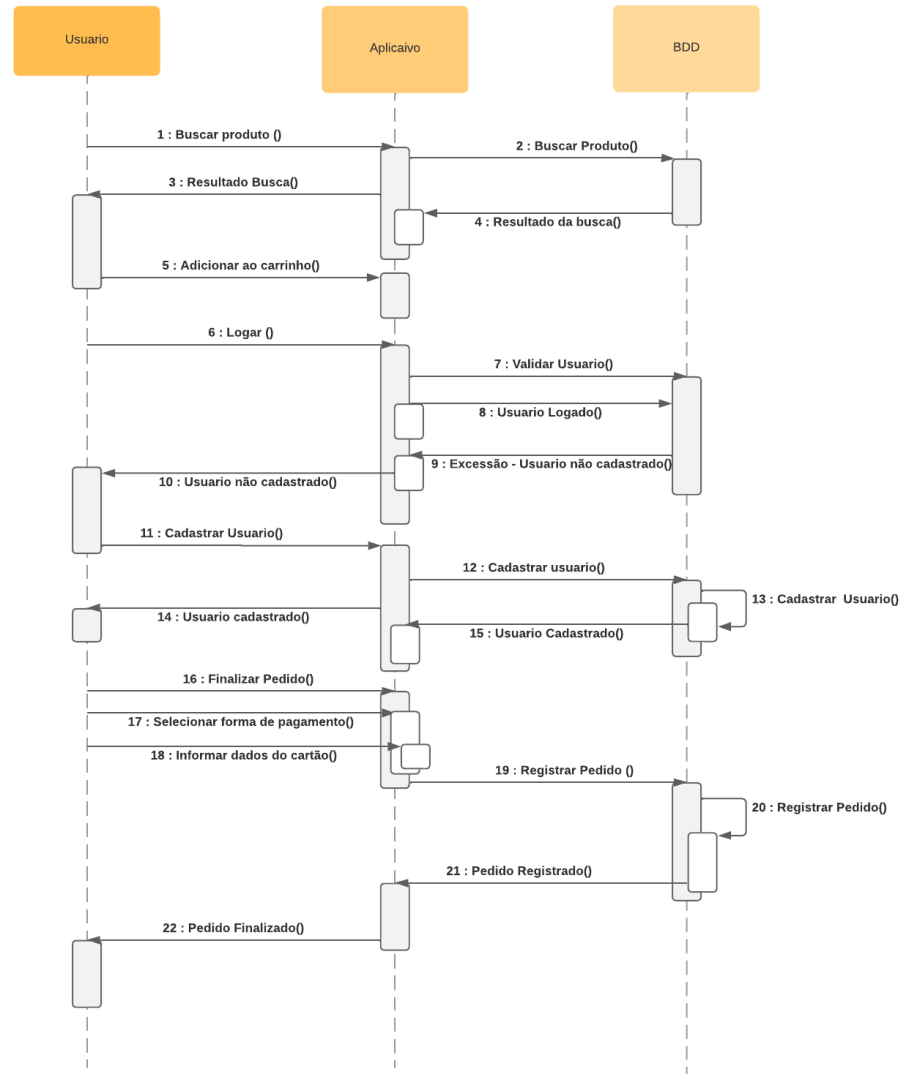 Usuario
Aplicaivo
BDD
1 : Buscar produto ()
2 : Buscar Produto()
3 : Resultado Busca()
4 : Resultado da busca()
5 : Adicionar ao carrinho()
6 : Logar ()
7 : Validar Usuario()
8 : Usuario Logado()
9 : Excessão - Usuario não cadastrado()
10 : Usuario não cadastrado()
11 : Cadastrar Usuario()
12 : Cadastrar usuario()
13 : Cadastrar  Usuario()
14 : Usuario cadastrado()
15 : Usuario Cadastrado()
16 : Finalizar Pedido()
17 : Selecionar forma de pagamento()
18 : Informar dados do cartão()
19 : Registrar Pedido ()
20 : Registrar Pedido()
21 : Pedido Registrado()
22 : Pedido Finalizado()